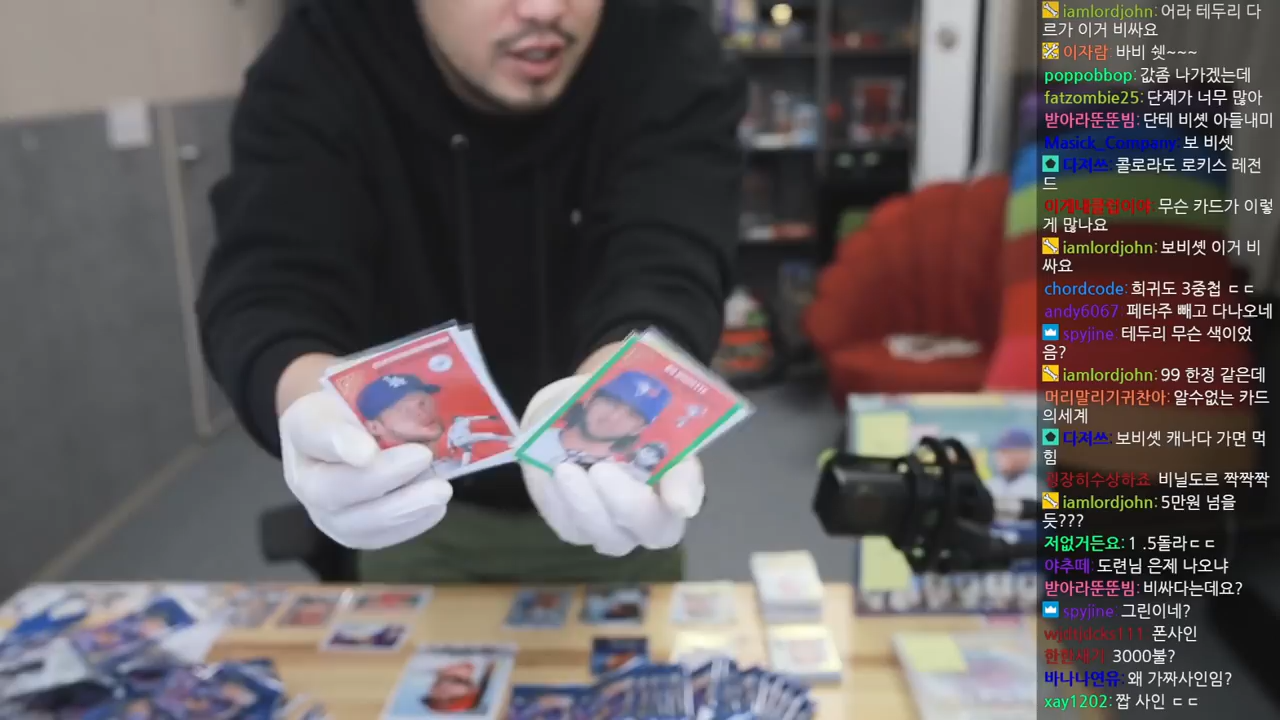 iamlordjohn: 어라 테두리 다
르가 이거 비싸요
이자람: 바비 쉣~~~
poppobbop: 값좀 나가겠는데
fatzombie25: 단계가 너무 많아
받아라뚠뚠빔: 단테 비셋 아들내미
Masick_Company: 보 비셋
다져쓰: 콜로라도 로키스 레전
드
무슨 카드가 이렇
게 많나요
iamlordjohn: 보비셋 이거 비
싸요
chordcode: 희귀도 3중첩 ㄷㄷ
andy6067: 페타주 빼고 다나오네
spyjine: 테두리 무슨 색이었
음?
iamlordjohn: 99 한정 같은데
머리말리기귀찮아: 알수없는 카드
의세계
다져쓰: 보비셋 캐나다 가면 먹
힘
굉장히수상하죠: 비닐도르 짝짝짝
iamlordjohn: 5만원 넘을
듯???
저없거든요: 1 .5돌라ㄷㄷ
야추떼: 도련님 은제 나오냐
받아라뚠뚠빔: 비싸다는데요?
spyjine: 그린이네?
wjdtldcks111: 폰사인
3000불?
바나나연유: 왜 가짜사인임?
xay1202: 짭 사인 ㄷㄷ
LA